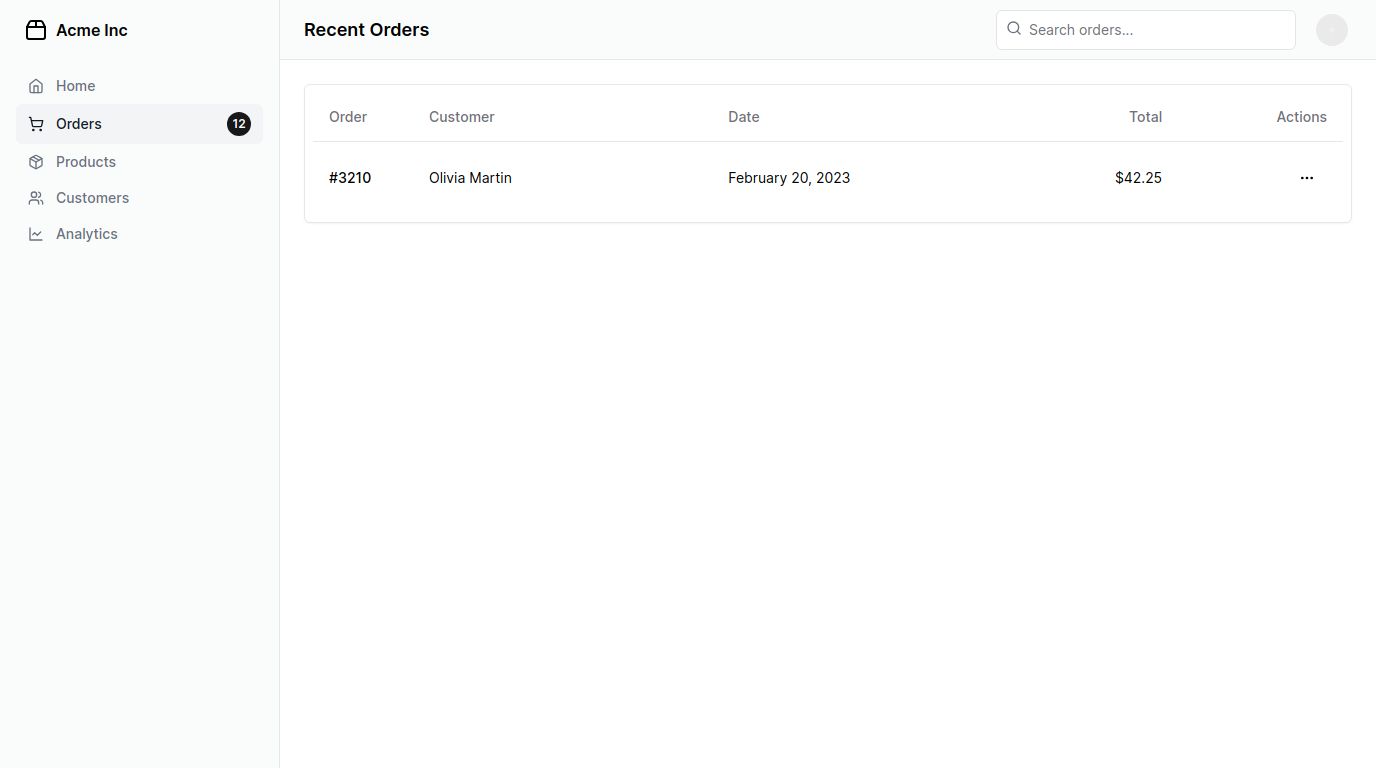 Acme Inc
Home
Orders 12
Products
Customers
Analytics
Recent Orders
Search orders...
Order Customer Date Total Actions
#3210 Olivia Martin February 20, 2023 $42.25 ...